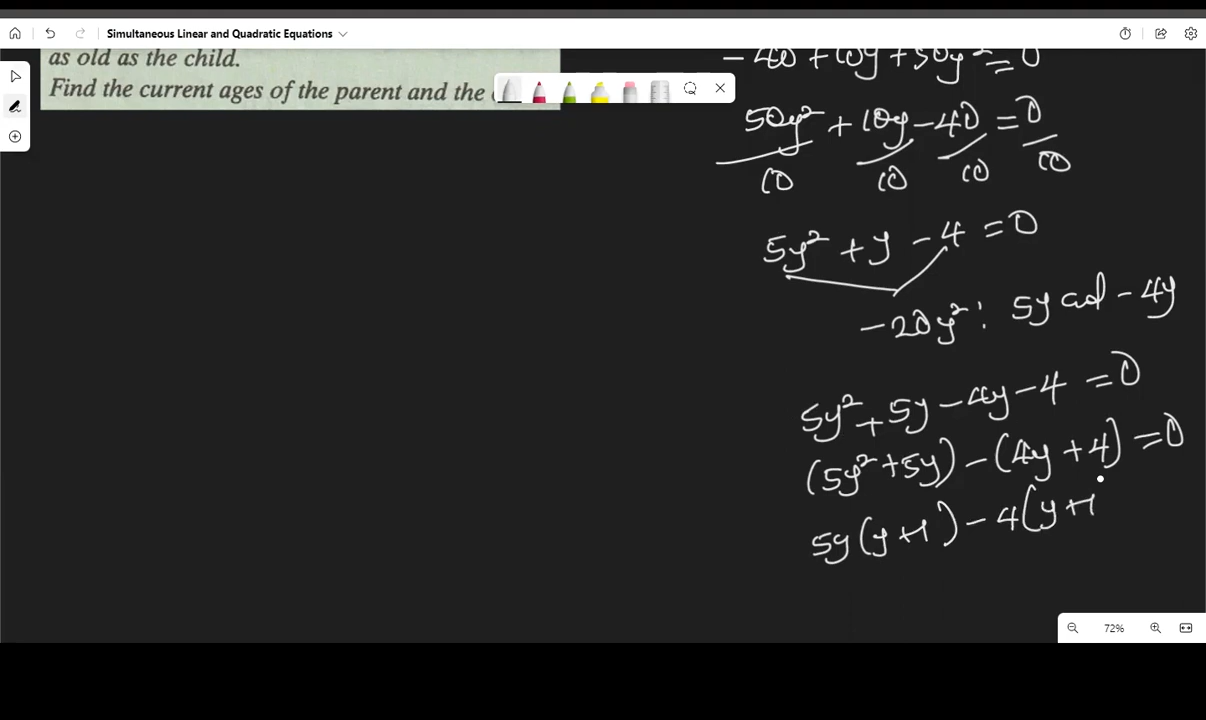 Simultaneous Linear and Quadratic Equations
as old as the child.
Find the current ages of the parent and the
- 40 + 10y + 50y² = 0
50y² + 10y - 40 = 0
10 10 10 10
5y² + y - 4 = 0
- 20y² : 5y ad - 4y
5y² + 5y - 4y - 4 = 0
(5y² + 5y) - (4y + 4) = 0
5y(y+1) - 4(y+1
72%